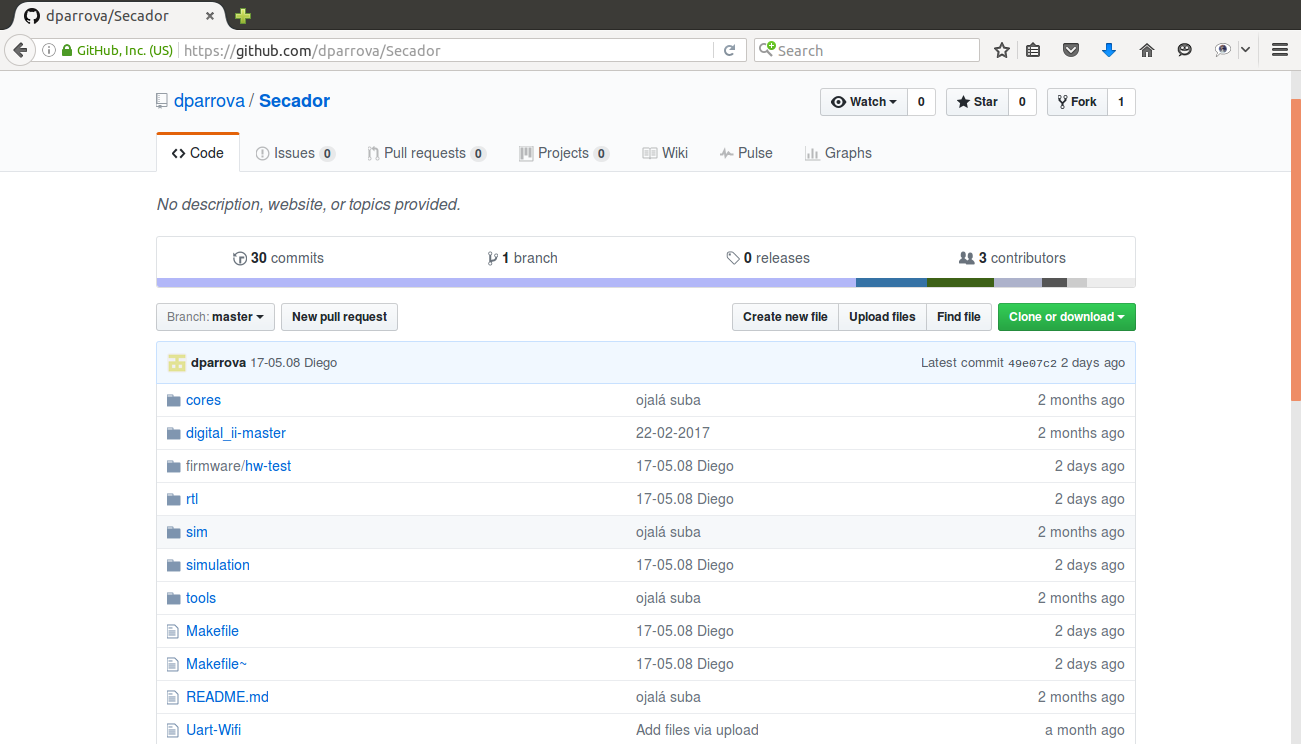 dparrova/Secador
GitHub, Inc. (US) https://github.com/dparrova/Secador Search
dparrova / Secador Watch 0 Star 0 Fork 1
Code Issues 0 Pull requests 0 Projects 0 Wiki Pulse Graphs
No description, website, or topics provided.
30 commits 1 branch 0 releases 3 contributors
Branch: master New pull request Create new file Upload files Find file Clone or download
dparrova 17-05.08 Diego Latest commit 49e07c2 2 days ago
cores ojalá suba 2 months ago
digital_ii-master 22-02-2017 2 months ago
firmware/hw-test 17-05.08 Diego 2 days ago
rtl 17-05.08 Diego 2 days ago
sim ojalá suba 2 months ago
simulation 17-05.08 Diego 2 days ago
tools ojalá suba 2 months ago
Makefile 17-05.08 Diego 2 days ago
Makefile~ 17-05.08 Diego 2 days ago
README.md ojalá suba 2 months ago
Uart-Wifi Add files via upload a month ago